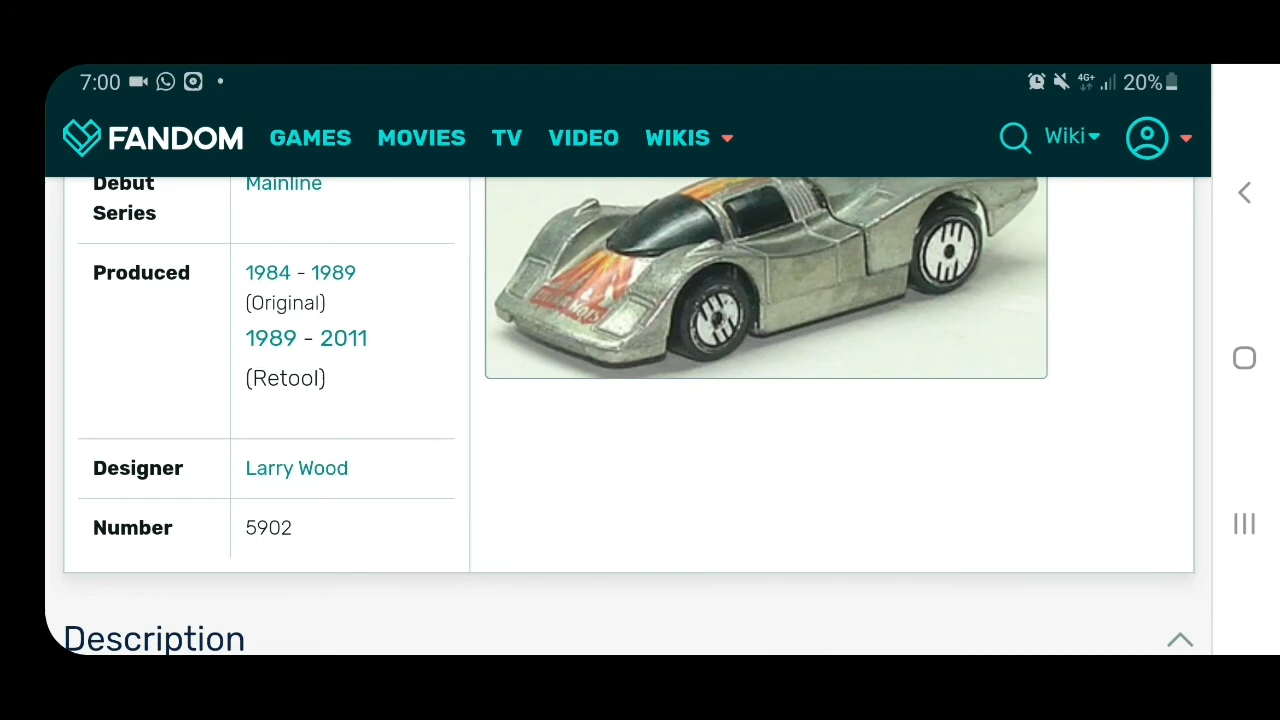 7:00 4G+ 20%
FANDOM GAMES MOVIES TV VIDEO WIKIS Wiki
Debut Mainline
Series
Produced 1984 - 1989
(Original)
1989 - 2011
(Retool)
Designer Larry Wood
Number 5902
Description